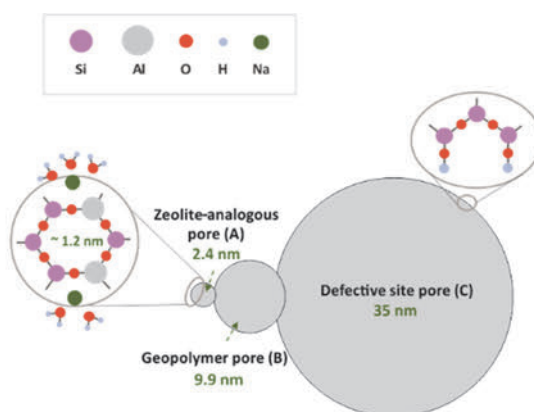 Si Al O H Na
~ 1.2 nm
Zeolite-analogous
pore (A)
2.4 nm
Defective site pore (C)
35 nm
Geopolymer pore (B)
9.9 nm